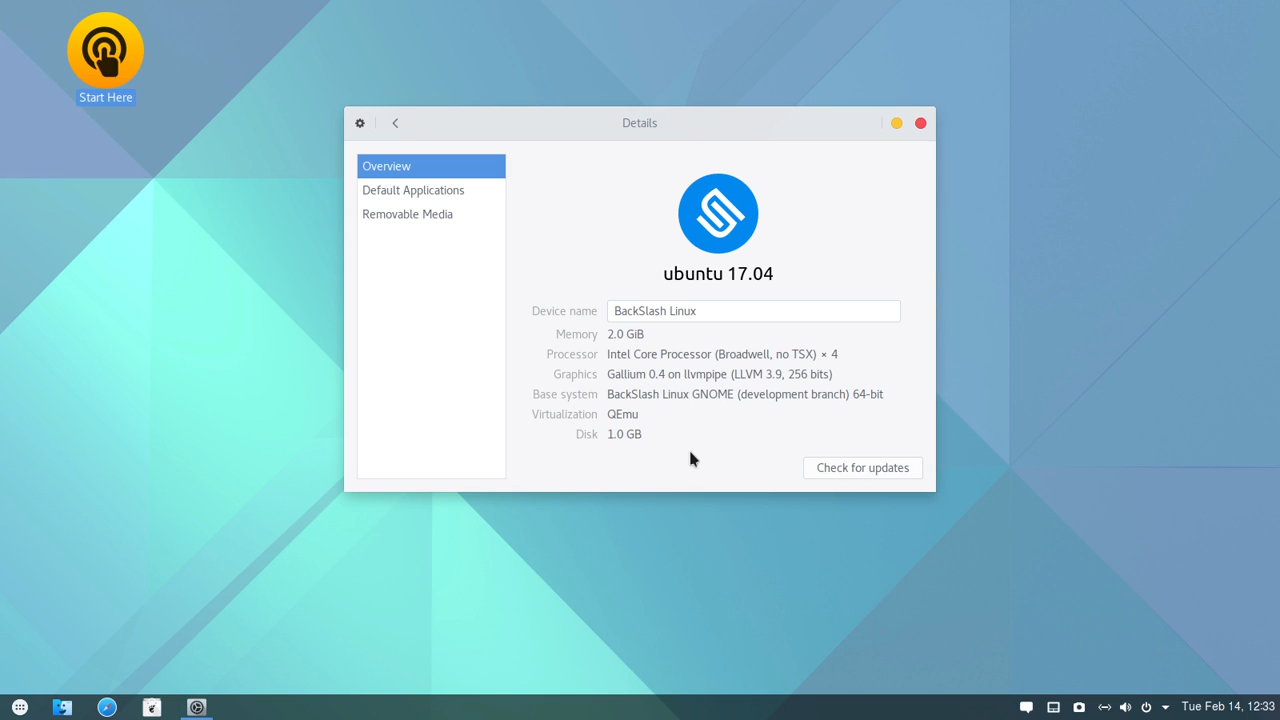 Start Here
Details
Overview
Default Applications
Removable Media
ubuntu 17.04
Device name BackSlash Linux
Memory 2.0 GiB
Processor Intel Core Processor (Broadwell, no TSX) × 4
Graphics Gallium 0.4 on llvmpipe (LLVM 3.9, 256 bits)
Base system BackSlash Linux GNOME (development branch) 64-bit
Virtualization QEmu
Disk 1.0 GB
Check for updates
Tue Feb 14, 12:33